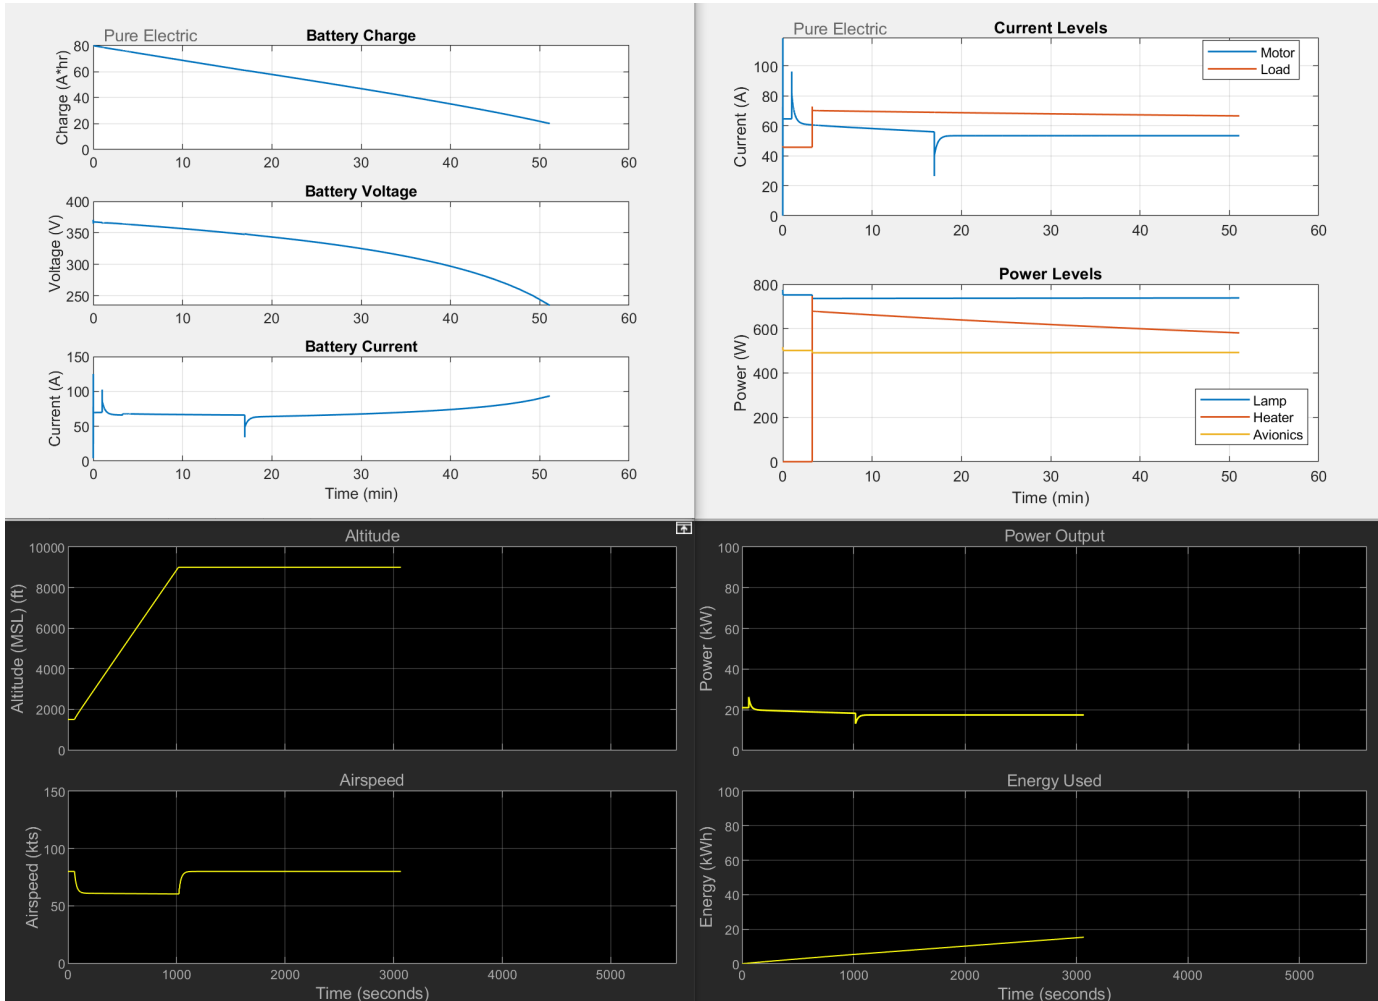 Pure Electric
Battery Charge
Charge (A*hr)
80
60
40
20
0
0 10 20 30 40 50 60
Battery Voltage
Voltage (V)
400
350
300
250
0 10 20 30 40 50 60
Battery Current
Current (A)
150
100
50
0
0 10 20 30 40 50 60
Time (min)
Pure Electric
Current Levels
Motor
Load
Current (A)
100
80
60
40
20
0
0 10 20 30 40 50 60
Power Levels
Power (W)
800
600
400
200
0
Lamp
Heater
Avionics
0 10 20 30 40 50 60
Time (min)
Altitude
Altitude (MSL) (ft)
10000
8000
6000
4000
2000
0
Airspeed
Airspeed (kts)
150
100
50
0
0 1000 2000 3000 4000 5000
Time (seconds)
Power Output
Power (kW)
100
80
60
40
20
0
Energy Used
Energy (kWh)
100
80
60
40
20
0
0 1000 2000 3000 4000 5000
Time (seconds)